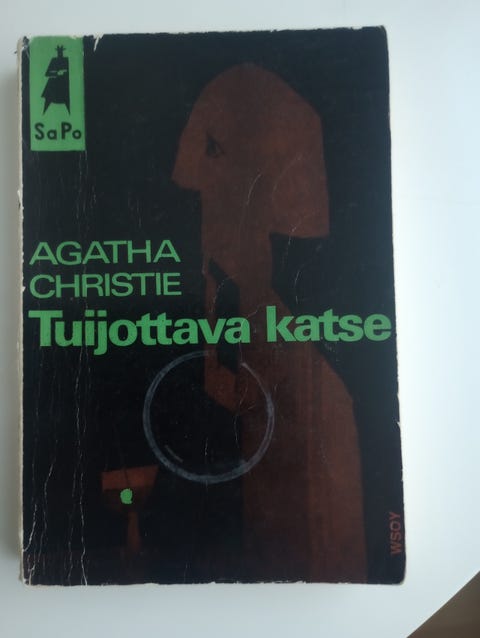 SaPo
AGATHA
CHRISTIE
Tuijottava katse
WSOY